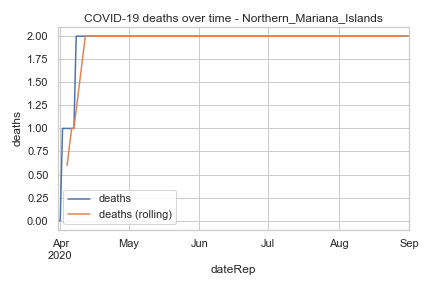 COVID-19 deaths over time - Northern_Mariana_Islands
2.00
1.75
1.50
1.25
1.00
0.75
0.50
0.25
0.00
deaths
deaths
deaths (rolling)
Apr May Jun Jul Aug Sep
2020
dateRep